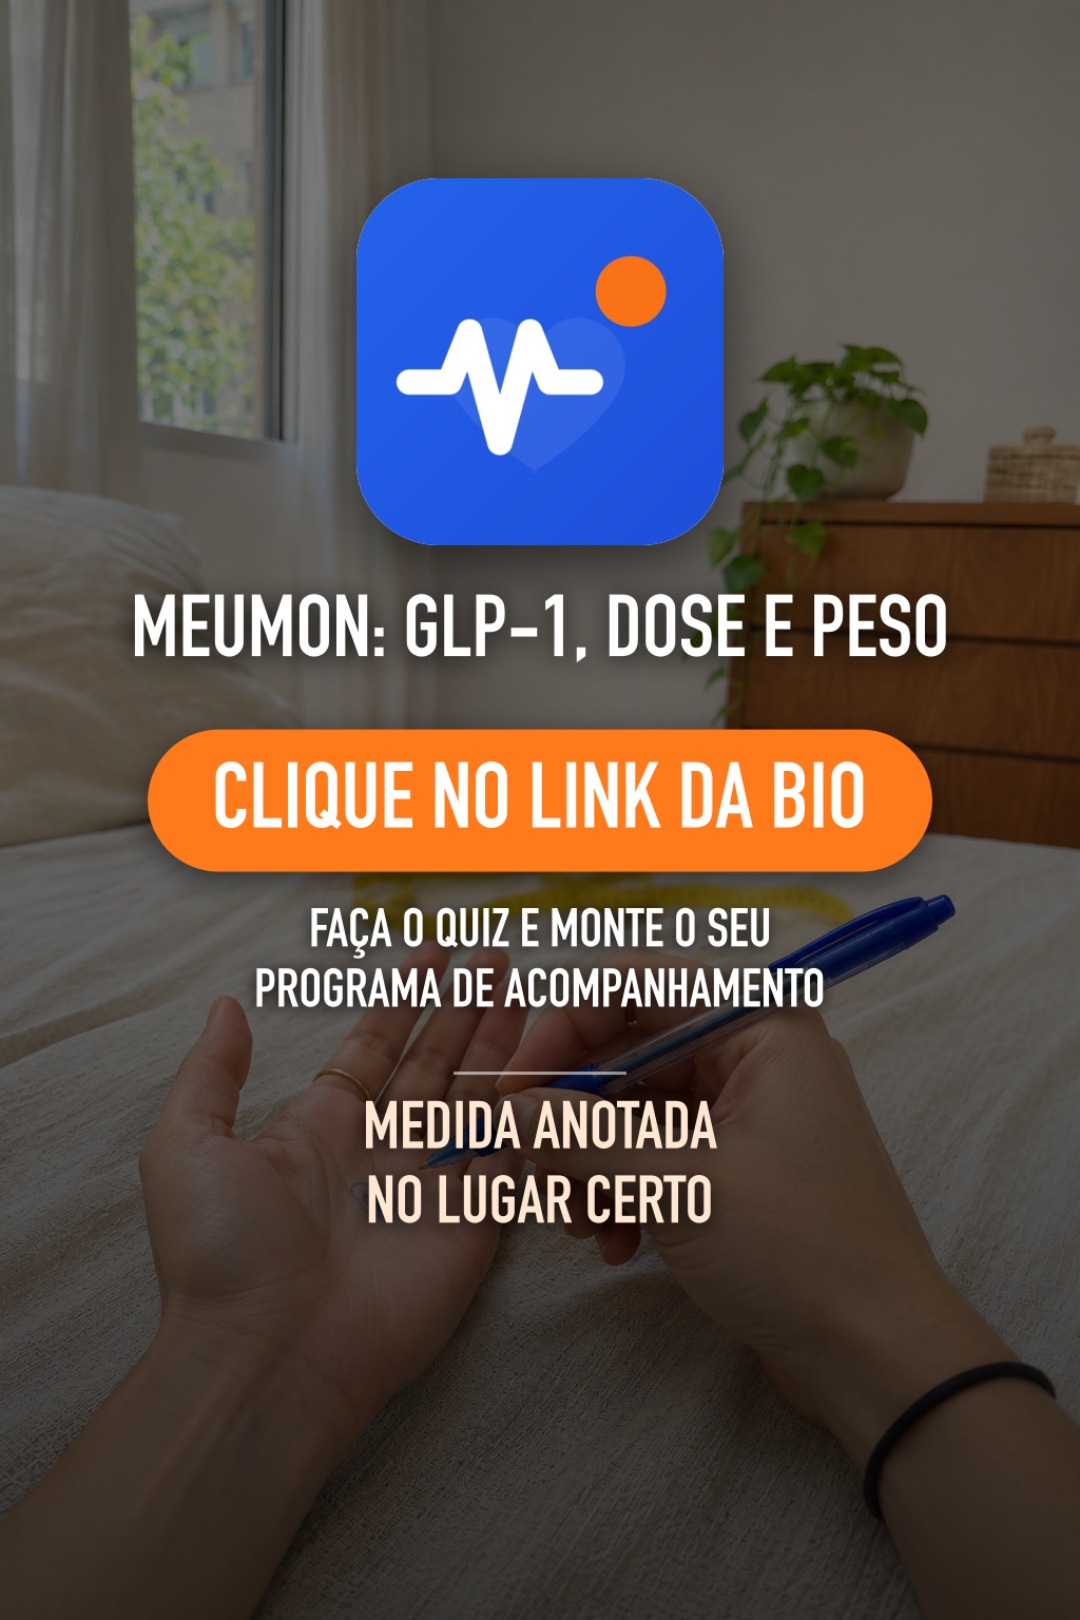 MEUMON: GLP-1, DOSE E PESO
CLIQUE NO LINK DA BIO
FAÇA O QUIZ E MONTE O SEU
PROGRAMA DE ACOMPANHAMENTO
MEDIDA ANOTADA
NO LUGAR CERTO